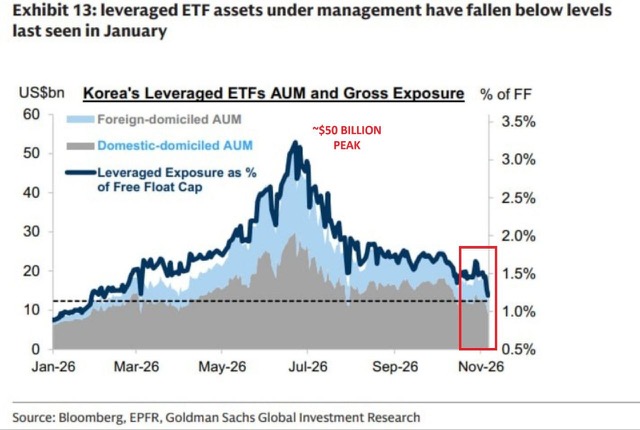 Exhibit 13: leveraged ETF assets under management have fallen below levels
last seen in January
US$bn
Korea's Leveraged ETFs AUM and Gross Exposure
% of FF
60
50
40
30
20
10
0
Foreign-domiciled AUM
Domestic-domiciled AUM
Leveraged Exposure as %
of Free Float Cap
~$50 BILLION
PEAK
3.5%
3.0%
2.5%
2.0%
1.5%
1.0%
0.5%
Jan-26
Mar-26
May-26
Jul-26
Sep-26
Nov-26
Source: Bloomberg, EPFR, Goldman Sachs Global Investment Research